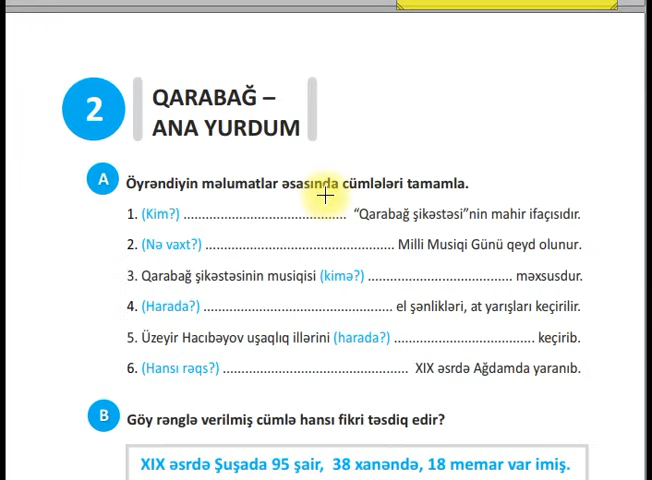 2
QARABAĞ –
ANA YURDUM
A Öyrəndiyin məlumatlar əsasında cümlələri tamamla.
1. (Kim?) ............................................ “Qarabağ şikəstəsi”nin mahir ifaçısıdır.
2. (Nə vaxt?) ................................................... Milli Musiqi Günü qeyd olunur.
3. Qarabağ şikəstəsinin musiqisi (kimə?) ....................................... məxsusdur.
4. (Harada?) ................................................... el şənlikləri, at yarışları keçirilir.
5. Üzeyir Hacıbəyov uşaqlıq illərini (harada?) ...................................... keçirib.
6. (Hansı rəqs?) .................................................. XIX əsrdə Ağdamda yaranıb.
B Göy rənglə verilmiş cümlə hansı fikri təsdiq edir?
XIX əsrdə Şuşada 95 şair, 38 xanəndə, 18 memar var imiş.